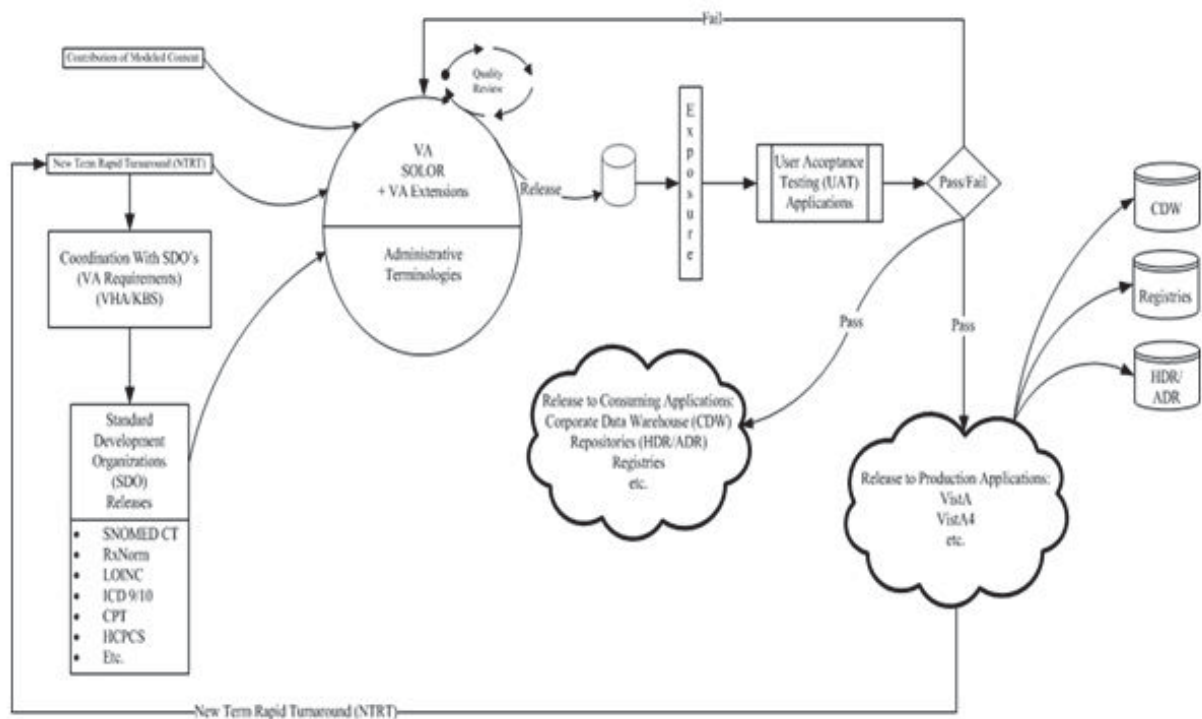 Fail
Contribution of Modeled Content
Quality
Review
New Term Rapid Turnaround (NTRT)
VA
SOLOR
+ VA Extensions
Administrative
Terminologies
Release
E
x
p
o
s
u
r
e
User Acceptance
Testing (UAT)
Applications
Pass/Fail
CDW
Registries
HDR/
ADR
Coordination With SDO's
(VA Requirements)
(VHA/KBS)
Pass
Pass
Standard
Development
Organizations
(SDO)
Releases
• SNOMED CT
• RxNorm
• LOINC
• ICD 9/10
• CPT
• HCPCS
• Etc.
Release to Consuming Applications:
Corporate Data Warehouse (CDW)
Repositories (HDR/ADR)
Registries
etc.
Release to Production Applications:
VistA
VistA4
etc.
New Term Rapid Turnaround (NTRT)